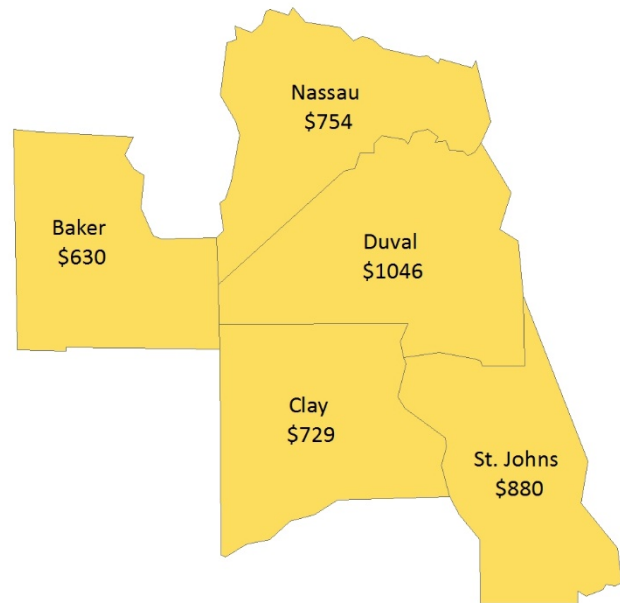 Nassau
$754
Baker
$630
Duval
$1046
Clay
$729
St. Johns
$880